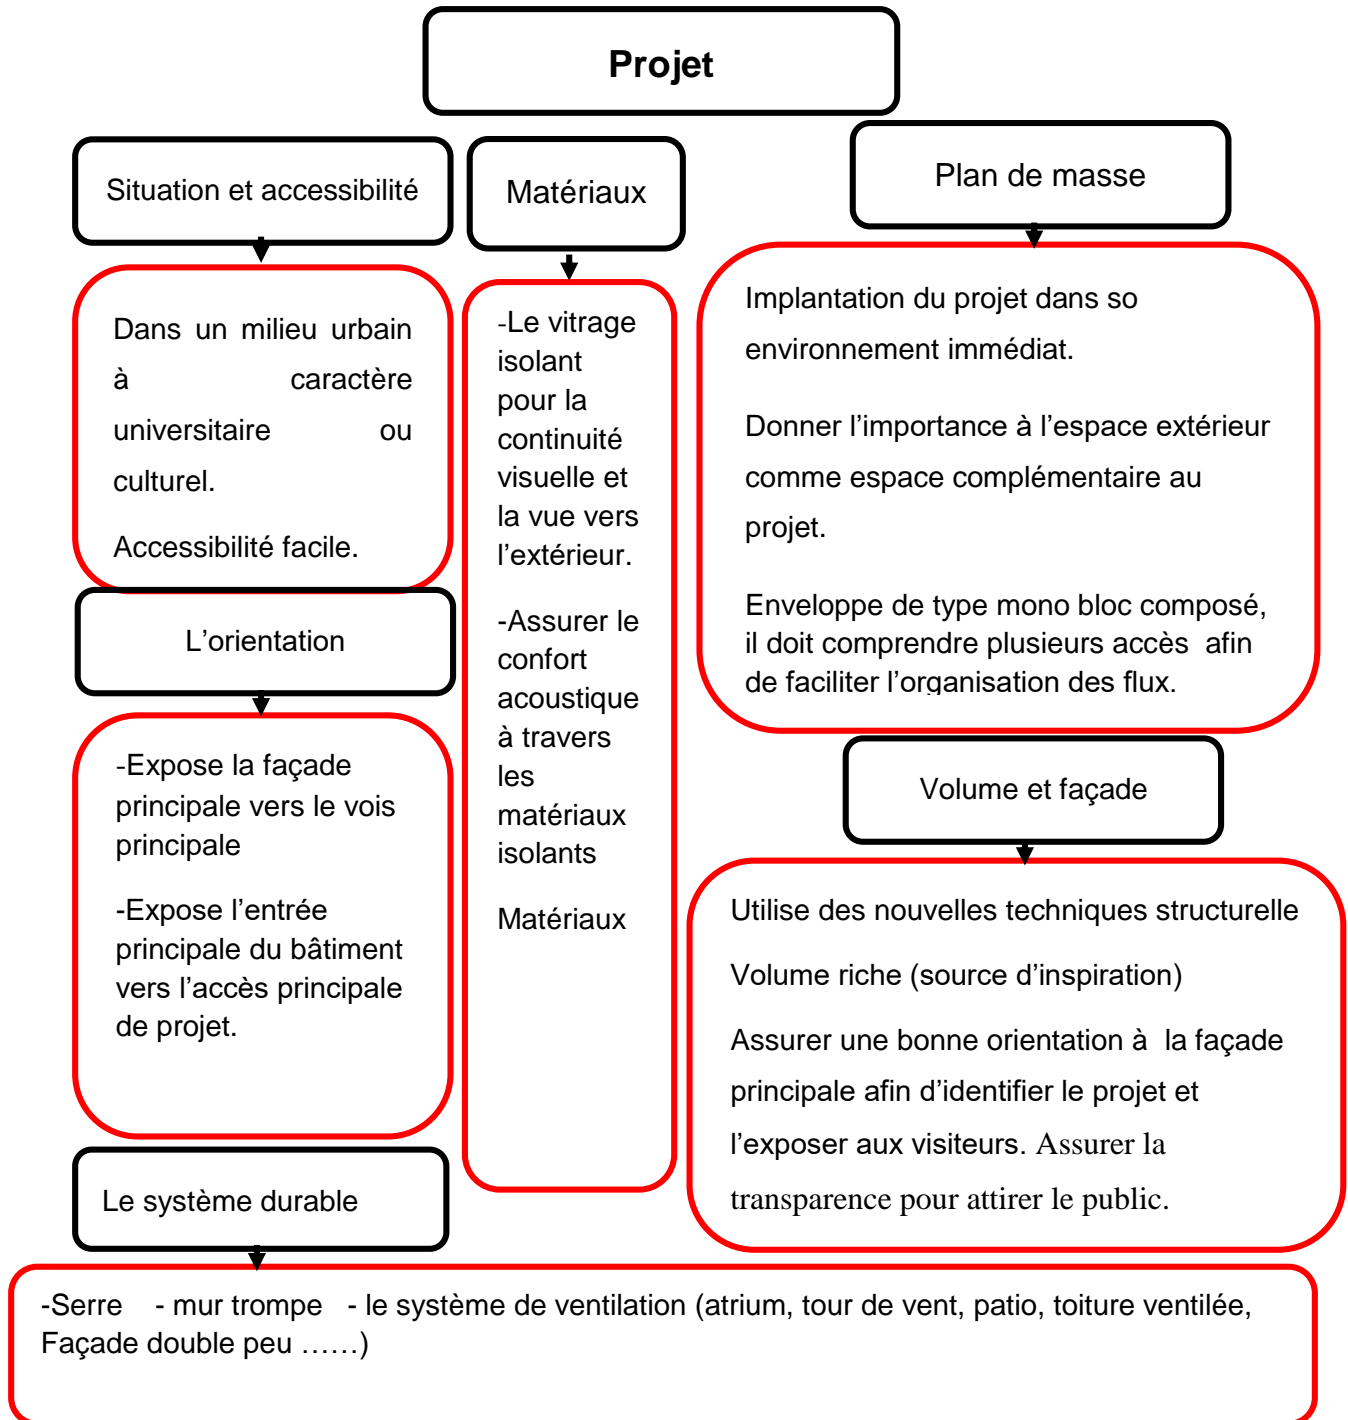 Projet
Situation et accessibilité
Dans un milieu urbain
à caractère
universitaire ou
culturel.
Accessibilité facile.
L’orientation
-Expose la façade
principale vers le vois
principale
-Expose l’entrée
principale du bâtiment
vers l’accès principale
de projet.
Matériaux
-Le vitrage
isolant
pour la
continuité
visuelle et
la vue vers
l’extérieur.
-Assurer le
confort
acoustique
à travers
les
matériaux
isolants
Matériaux
Plan de masse
Implantation du projet dans so
environnement immédiat.
Donner l’importance à l’espace extérieur
comme espace complémentaire au
projet.
Enveloppe de type mono bloc composé,
il doit comprendre plusieurs accès afin
de faciliter l’organisation des flux.
Volume et façade
Utilise des nouvelles techniques structurelle
Volume riche (source d’inspiration)
Assurer une bonne orientation à la façade
principale afin d’identifier le projet et
l’exposer aux visiteurs. Assurer la
transparence pour attirer le public.
Le système durable
-Serre - mur trompe - le système de ventilation (atrium, tour de vent, patio, toiture ventilée,
Façade double peu ……)